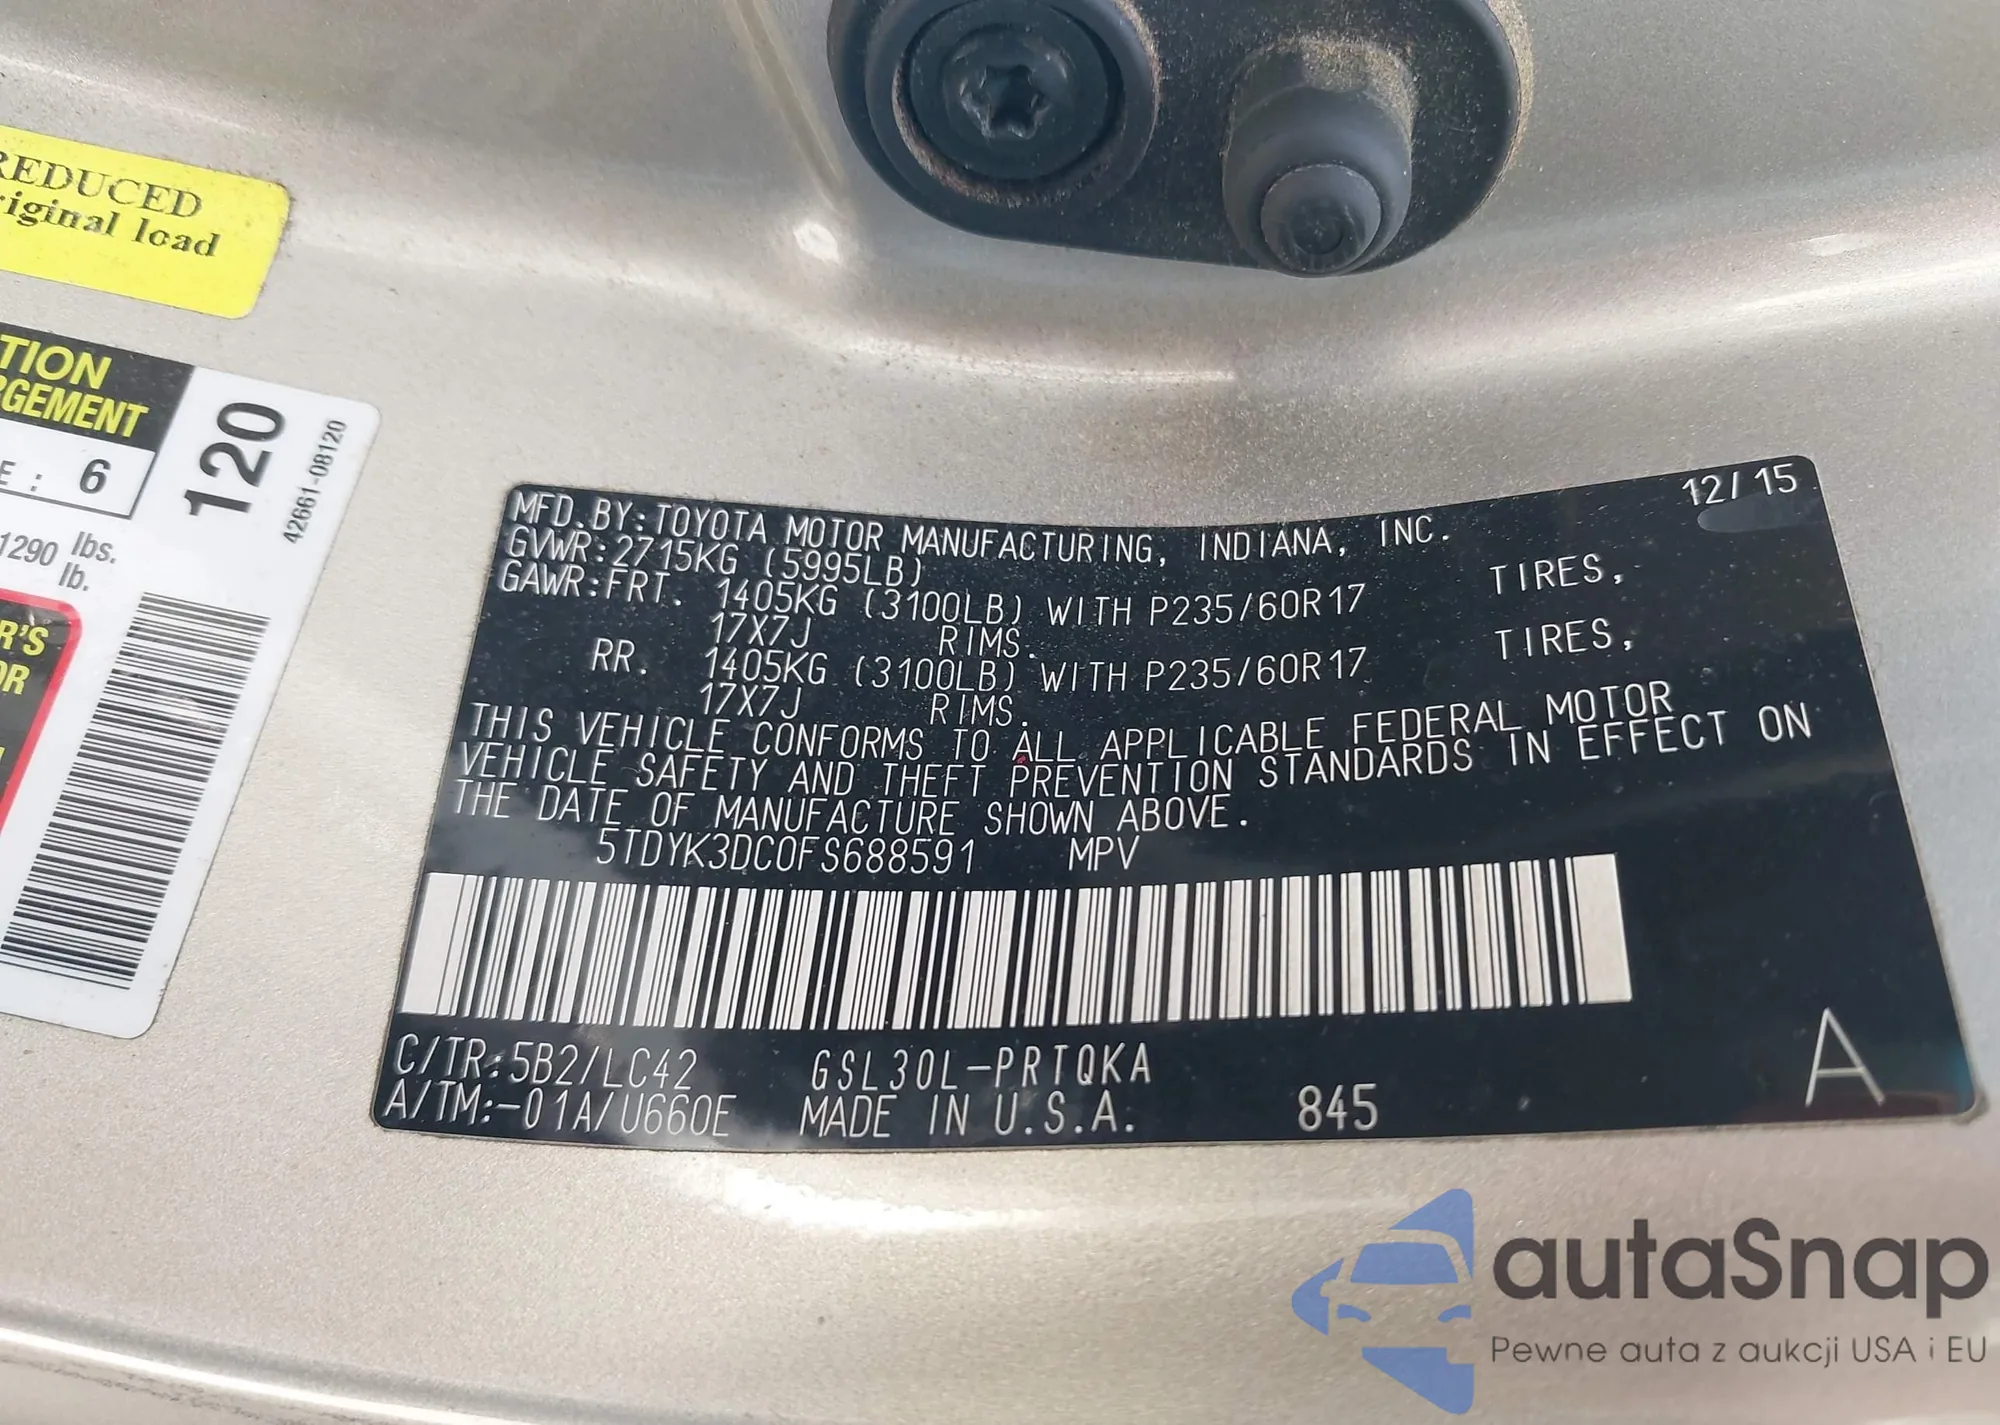 REDUCED
riginal load
TION
GEMENT
E : 6
120
42661-08120
1290 lbs.
lb.
R'S
OR
12/15
MFD.BY:TOYOTA MOTOR MANUFACTURING, INDIANA, INC.
GVWR:2715KG (5995LB)
GAWR:FRT. 1405KG (3100LB) WITH P235/60R17 TIRES,
17X7J RIMS.
RR. 1405KG (3100LB) WITH P235/60R17 TIRES,
17X7J RIMS.
THIS VEHICLE CONFORMS TO ALL APPLICABLE FEDERAL MOTOR
VEHICLE SAFETY AND THEFT PREVENTION STANDARDS IN EFFECT ON
THE DATE OF MANUFACTURE SHOWN ABOVE.
5TDYK3DC0FS688591 MPV
C/TR:5B2/LC42 GSL30L-PRTQKA
A/TM:-01A/U660E MADE IN U.S.A. 845
A
autaSnap
Pewne auta z aukcji USA i EU